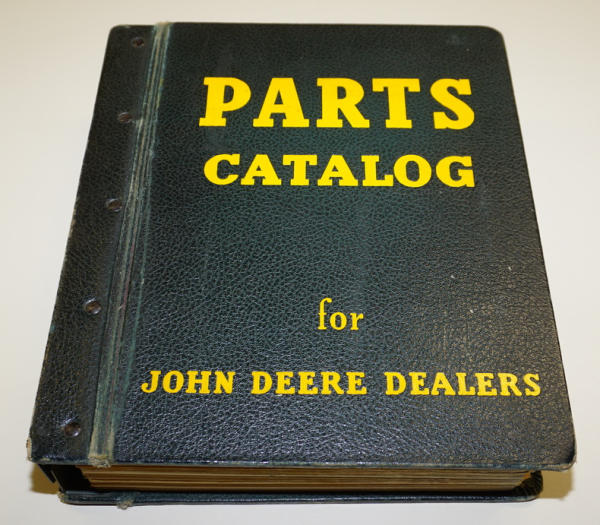 PARTS
CATALOG
for
JOHN DEERE DEALERS